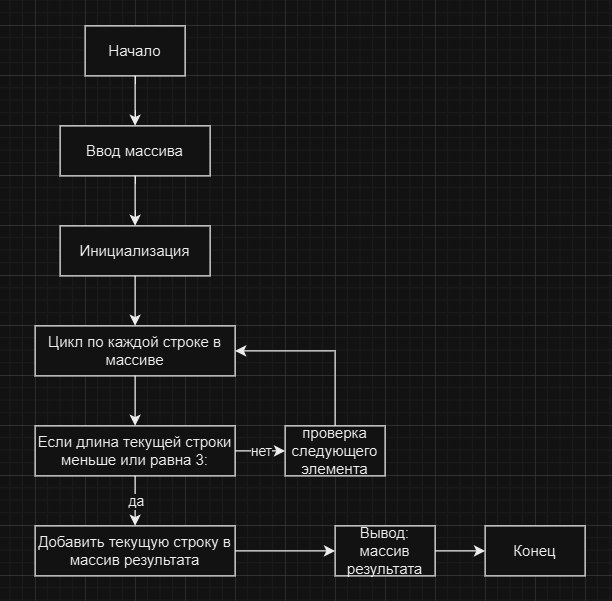 Начало
Ввод массива
Инициализация
Цикл по каждой строке в
массиве
Если длина текущей строки
меньше или равна 3:
нет
проверка
следующего
элемента
да
Добавить текущую строку в
массив результата
Вывод:
массив
результата
Конец